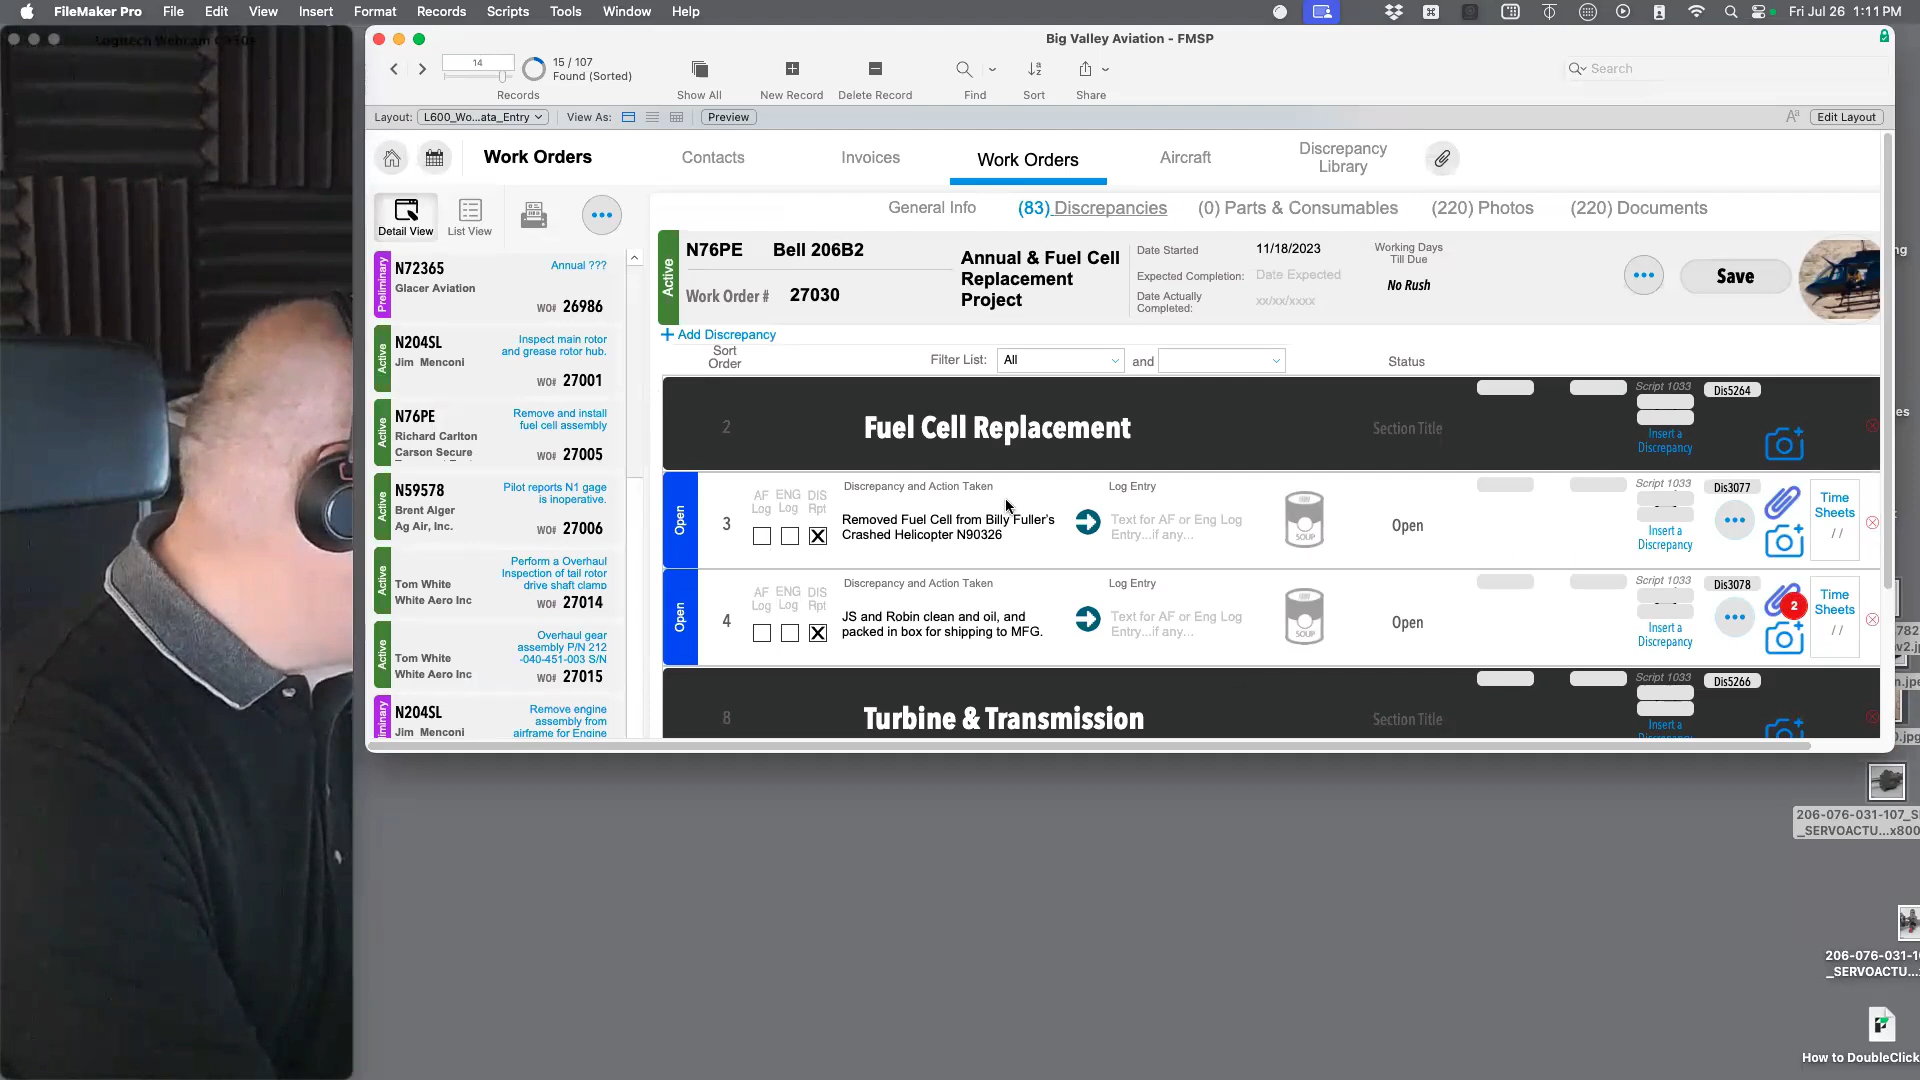 FileMaker Pro File Edit View Insert Format Records Scripts Tools Window Help
Fri Jul 26 1:11 PM
Big Valley Aviation - FMSP
14
15 / 107
Found (Sorted)
Records
Show All
New Record
Delete Record
Find
Sort
Share
Search
Layout: L600_Wo...ata_Entry View As: Preview
Edit Layout
Work Orders
Contacts
Invoices
Work Orders
Aircraft
Discrepancy
Library
Detail View
List View
General Info
(83) Discrepancies
(0) Parts & Consumables
(220) Photos
(220) Documents
Preliminary
N72365
Glacer Aviation
Annual ???
WO# 26986
Active
N204SL
Jim Menconi
Inspect main rotor
and grease rotor hub.
WO# 27001
Active
N76PE
Richard Carlton
Carson Secure
Remove and install
fuel cell assembly
WO# 27005
Active
N59578
Brent Alger
Ag Air, Inc.
Pilot reports N1 gage
is inoperative.
WO# 27006
Active
Tom White
White Aero Inc
Perform a Overhaul
Inspection of tail rotor
drive shaft clamp
WO# 27014
Active
Tom White
White Aero Inc
Overhaul gear
assembly P/N 212
-040-451-003 S/N
WO# 27015
N204SL
Jim Menconi
Remove engine
assembly from
airframe for Engine
Active
N76PE Bell 206B2
Work Order # 27030
Annual & Fuel Cell
Replacement
Project
Date Started 11/18/2023
Expected Completion: Date Expected
Date Actually
Completed:
xx/xx/xxxx
Working Days
Till Due
No Rush
Save
+ Add Discrepancy
Sort
Order
Filter List: All and
Status
2
Fuel Cell Replacement
Section Title
Script 1033
Insert a
Discrepancy
Dis5264
Open
3
AF
Log
ENG
Log
DIS
Rpt
Discrepancy and Action Taken
Removed Fuel Cell from Billy Fuller's
Crashed Helicopter N90326
Log Entry
Text for AF or Eng Log
Entry...if any...
SOUP
Open
Script 1033
Insert a
Discrepancy
Dis3077
Time
Sheets
/ /
Open
4
AF
Log
ENG
Log
DIS
Rpt
Discrepancy and Action Taken
JS and Robin clean and oil, and
packed in box for shipping to MFG.
Log Entry
Text for AF or Eng Log
Entry...if any...
SOUP
Open
Script 1033
Insert a
Discrepancy
Dis3078
2
Time
Sheets
/ /
8
Turbine & Transmission
Section Title
Script 1033
Insert a
Dis5266
206-076-031-107_S
_SERVOACTU...x800
206-076-031-1
_SERVOACTU...
How to DoubleClick